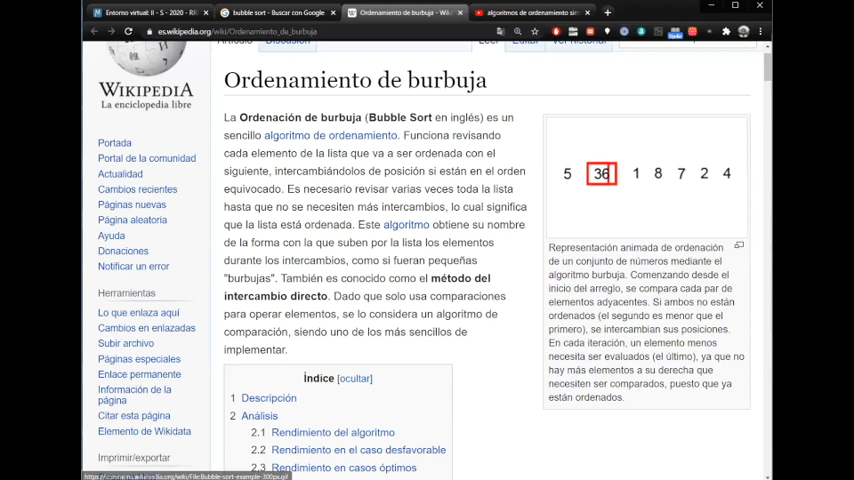 Entorno virtual: II - S - 2020 - RE
bubble sort - Buscar con Google
Ordenamiento de burbuja - Wiki
algoritmos de ordenamiento sim
es.wikipedia.org/wiki/Ordenamiento_de_burbuja
Artículo Discusión Leer Editar Ver historial
WIKIPEDIA
La enciclopedia libre
Portada
Portal de la comunidad
Actualidad
Cambios recientes
Páginas nuevas
Página aleatoria
Ayuda
Donaciones
Notificar un error
Herramientas
Lo que enlaza aquí
Cambios en enlazadas
Subir archivo
Páginas especiales
Enlace permanente
Información de la
página
Citar esta página
Elemento de Wikidata
Imprimir/exportar
Ordenamiento de burbuja
La Ordenación de burbuja (Bubble Sort en inglés) es un
sencillo algoritmo de ordenamiento. Funciona revisando
cada elemento de la lista que va a ser ordenada con el
siguiente, intercambiándolos de posición si están en el orden
equivocado. Es necesario revisar varias veces toda la lista
hasta que no se necesiten más intercambios, lo cual significa
que la lista está ordenada. Este algoritmo obtiene su nombre
de la forma con la que suben por la lista los elementos
durante los intercambios, como si fueran pequeñas
"burbujas". También es conocido como el método del
intercambio directo. Dado que solo usa comparaciones
para operar elementos, se lo considera un algoritmo de
comparación, siendo uno de los más sencillos de
implementar.
Índice [ocultar]
1 Descripción
2 Análisis
2.1 Rendimiento del algoritmo
2.2 Rendimiento en el caso desfavorable
2.3 Rendimiento en casos óptimos
5 36 1 8 7 2 4
Representación animada de ordenación
de un conjunto de números mediante el
algoritmo burbuja. Comenzando desde el
inicio del arreglo, se compara cada par de
elementos adyacentes. Si ambos no están
ordenados (el segundo es menor que el
primero), se intercambian sus posiciones.
En cada iteración, un elemento menos
necesita ser evaluados (el último), ya que no
hay más elementos a su derecha que
necesiten ser comparados, puesto que ya
están ordenados.
https://commons.wikimedia.org/wiki/File:Bubble-sort-example-300px.gif